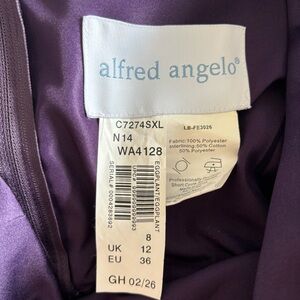 alfred angelo®
C7274SXL
N14
WA4128
EGGPLANT/EGGPLANT
8
UK 12
EU 36
GH 02/26
LB-FE3026
Fabric:100% Polyester
Interlining:50% Cotton
50% Polyester
Professionally